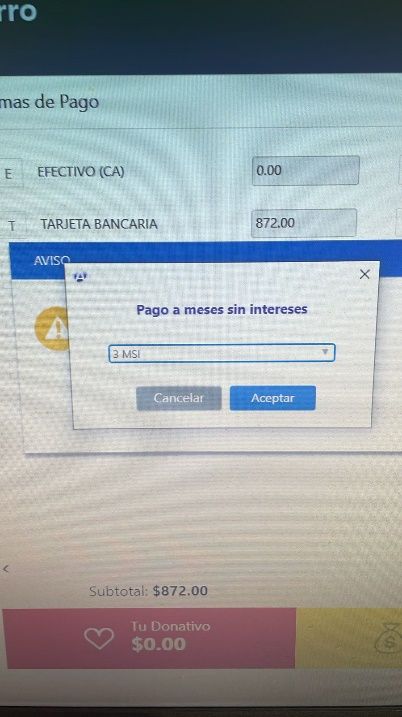 rro
mas de Pago
E EFECTIVO (CA) 0.00
T TARJETA BANCARIA 872.00
AVISO
Pago a meses sin intereses
3 MSI
Cancelar Aceptar
Subtotal: $872.00
Tu Donativo
$0.00